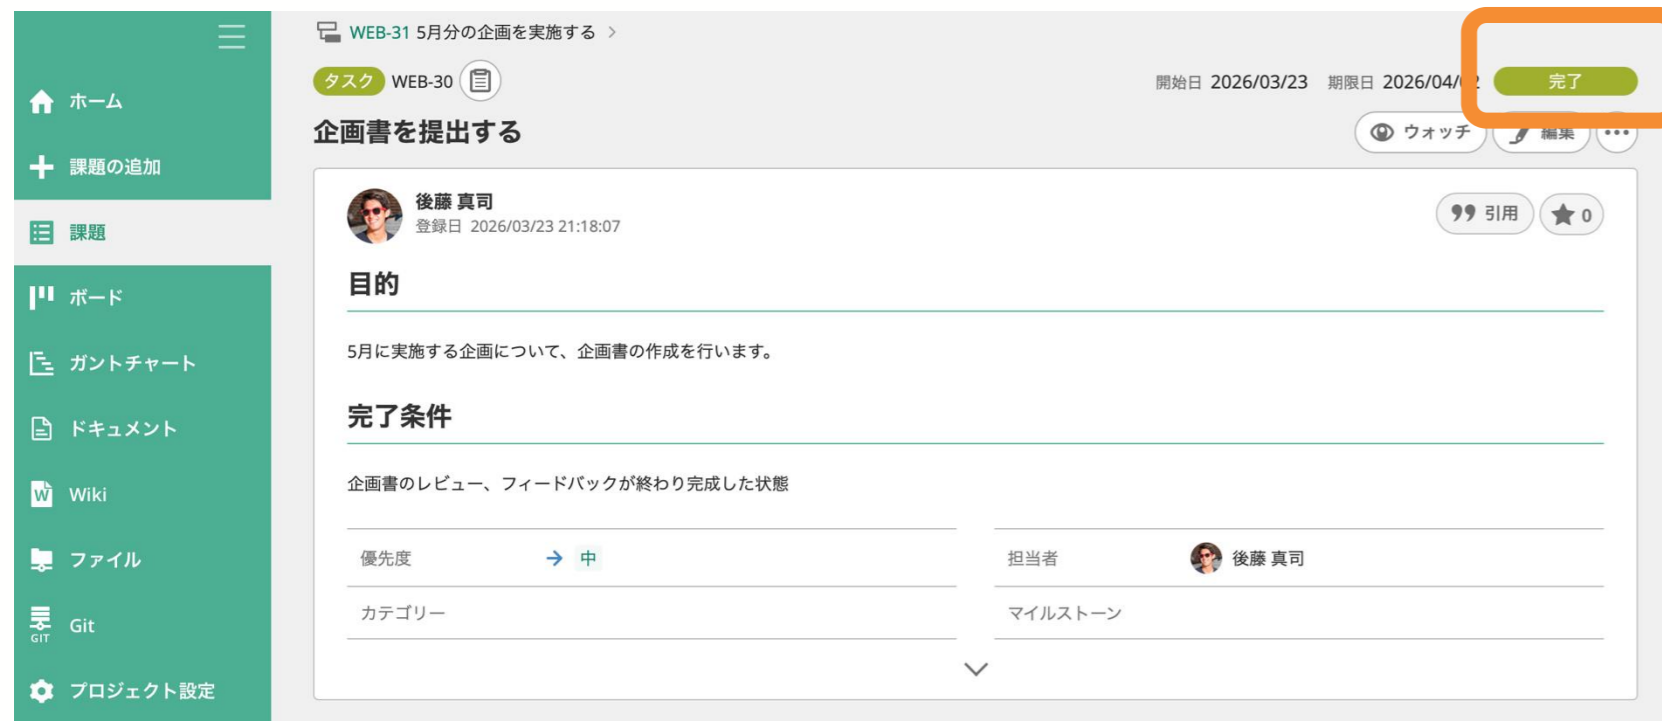 WEB-31 5月分の企画を実施する
タスク WEB-30
開始日 2026/03/23 期限日 2026/04/02 完了
ホーム
企画書を提出する
ウォッチ 編集
課題の追加
後藤 真司
登録日 2026/03/23 21:18:07
引用 0
課題
目的
ボード
5月に実施する企画について、企画書の作成を行います。
ガントチャート
完了条件
ドキュメント
企画書のレビュー、フィードバックが終わり完成した状態
W Wiki
優先度 中 担当者 後藤 真司
ファイル
カテゴリー マイルストーン
GIT Git
プロジェクト設定